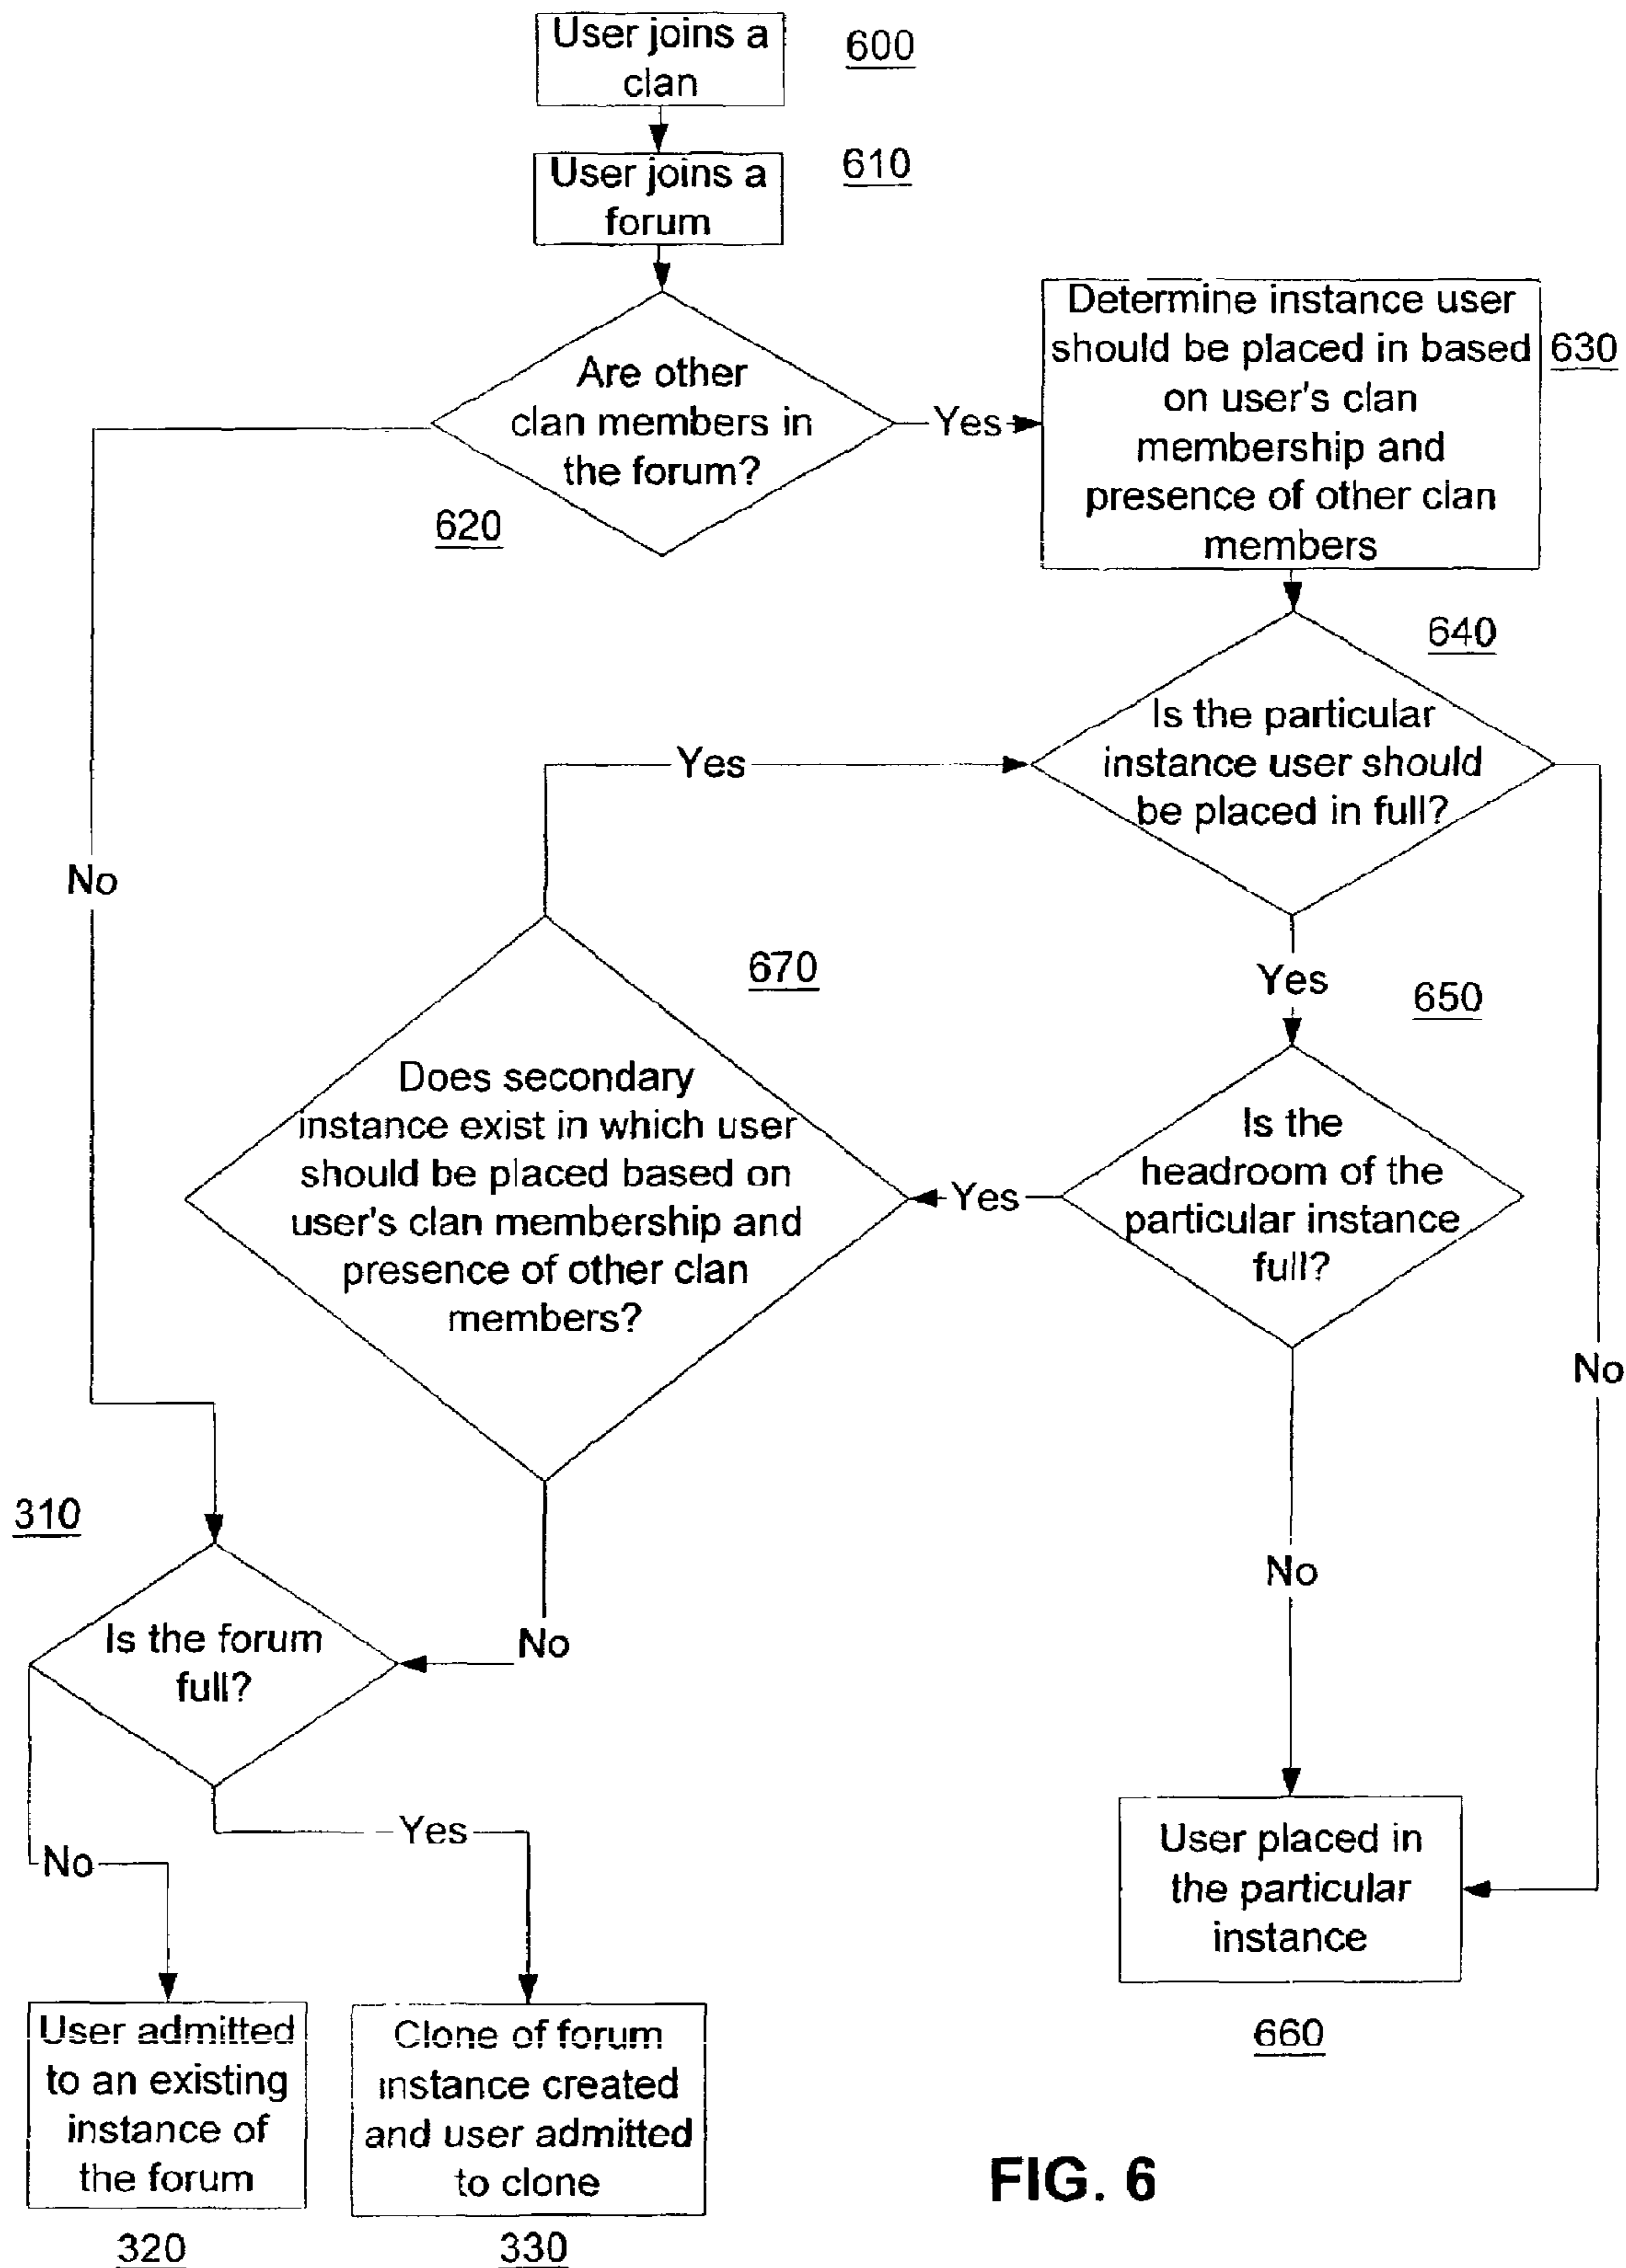 User joins a
clan
600
User joins a
forum
610
Are other
clan members in
the forum?
620
Yes
Determine instance user
should be placed in based
on user's clan
membership and
presence of other clan
members
630
640
Is the particular
instance user should
be placed in full?
Yes
No
670
Yes
650
Does secondary
instance exist in which user
should be placed based on
user's clan membership and
presence of other clan
members?
Yes
Is the
headroom of the
particular instance
full?
No
310
No
Is the forum
full?
No
Yes
No
User placed in
the particular
instance
660
User admitted
to an existing
instance of
the forum
320
Clone of forum
instance created
and user admitted
to clone
330
FIG. 6